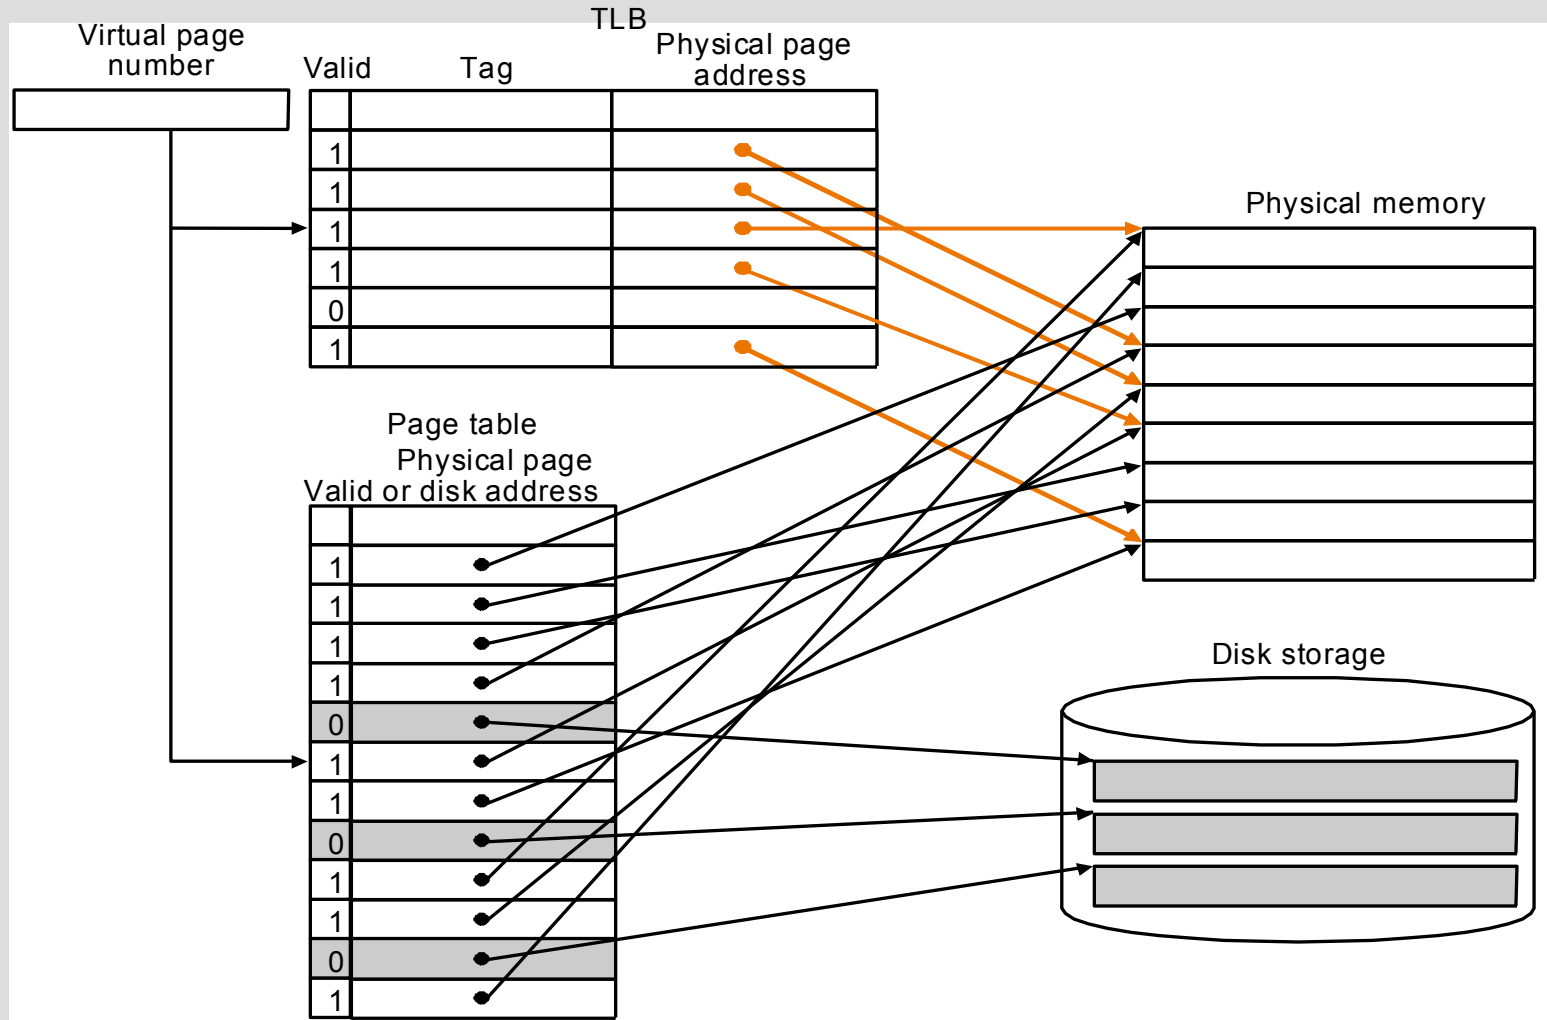 TLB
Virtual page
number
Valid
Tag
Physical page
address
1
1
1
1
0
1
Physical memory
Page table
Physical page
Valid or disk address
1
1
1
1
0
1
1
0
1
1
0
1
Disk storage